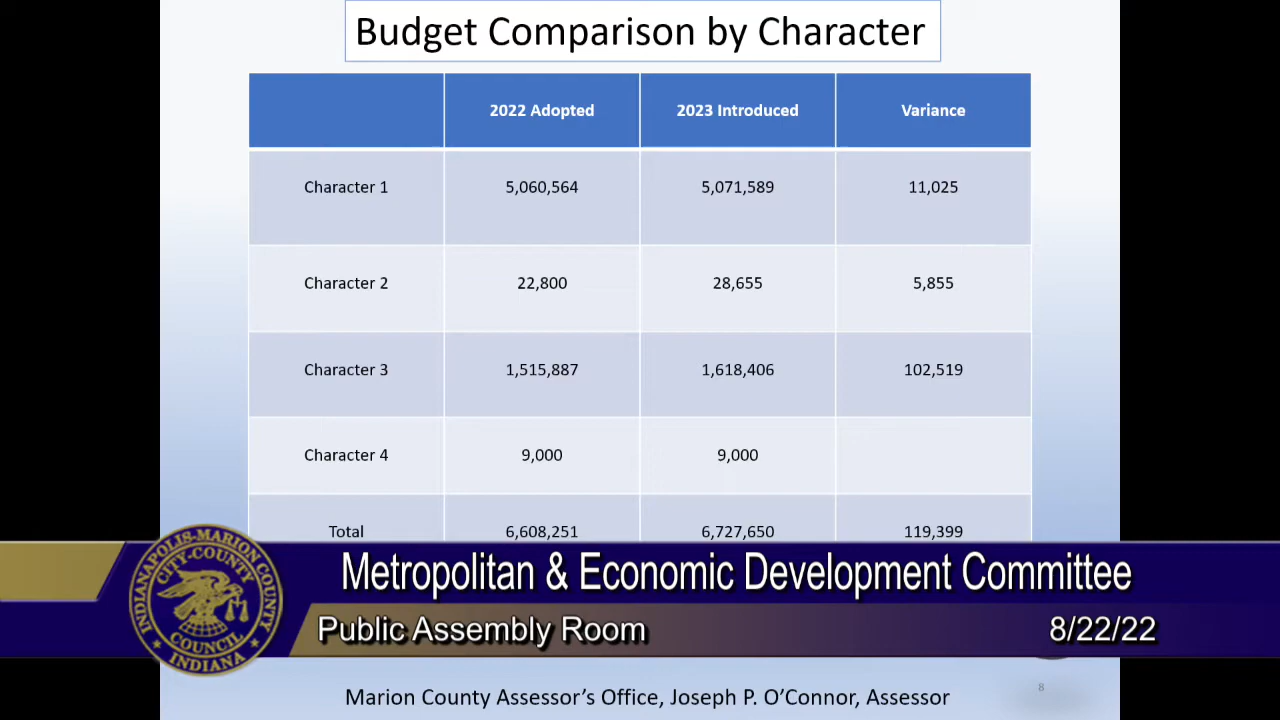 Budget Comparison by Character
2022 Adopted 2023 Introduced Variance
Character 1 5,060,564 5,071,589 11,025
Character 2 22,800 28,655 5,855
Character 3 1,515,887 1,618,406 102,519
Character 4 9,000 9,000
Total 6,608,251 6,727,650 119,399
INDIANAPOLIS-MARION COUNTY
CITY-COUNTY
COUNCIL
INDIANA
Metropolitan & Economic Development Committee
Public Assembly Room 8/22/22
8
Marion County Assessor’s Office, Joseph P. O’Connor, Assessor